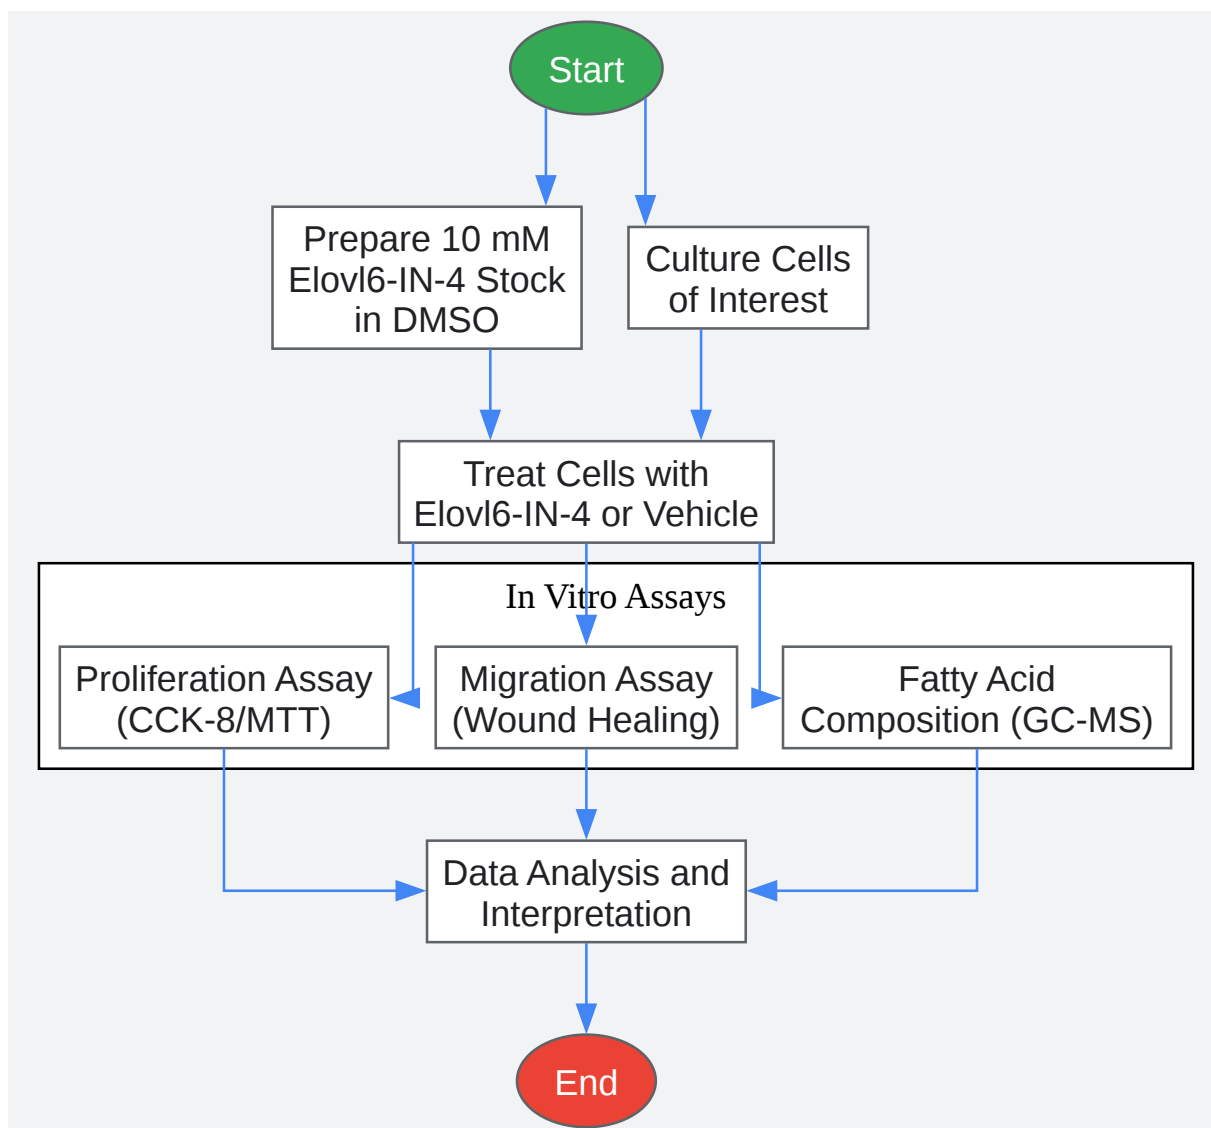 Start
Prepare 10 mM
Elovl6-IN-4 Stock
in DMSO
Culture Cells
of Interest
Treat Cells with
Elovl6-IN-4 or Vehicle
In Vitro Assays
Proliferation Assay
(CCK-8/MTT)
Migration Assay
(Wound Healing)
Fatty Acid
Composition (GC-MS)
Data Analysis and
Interpretation
End